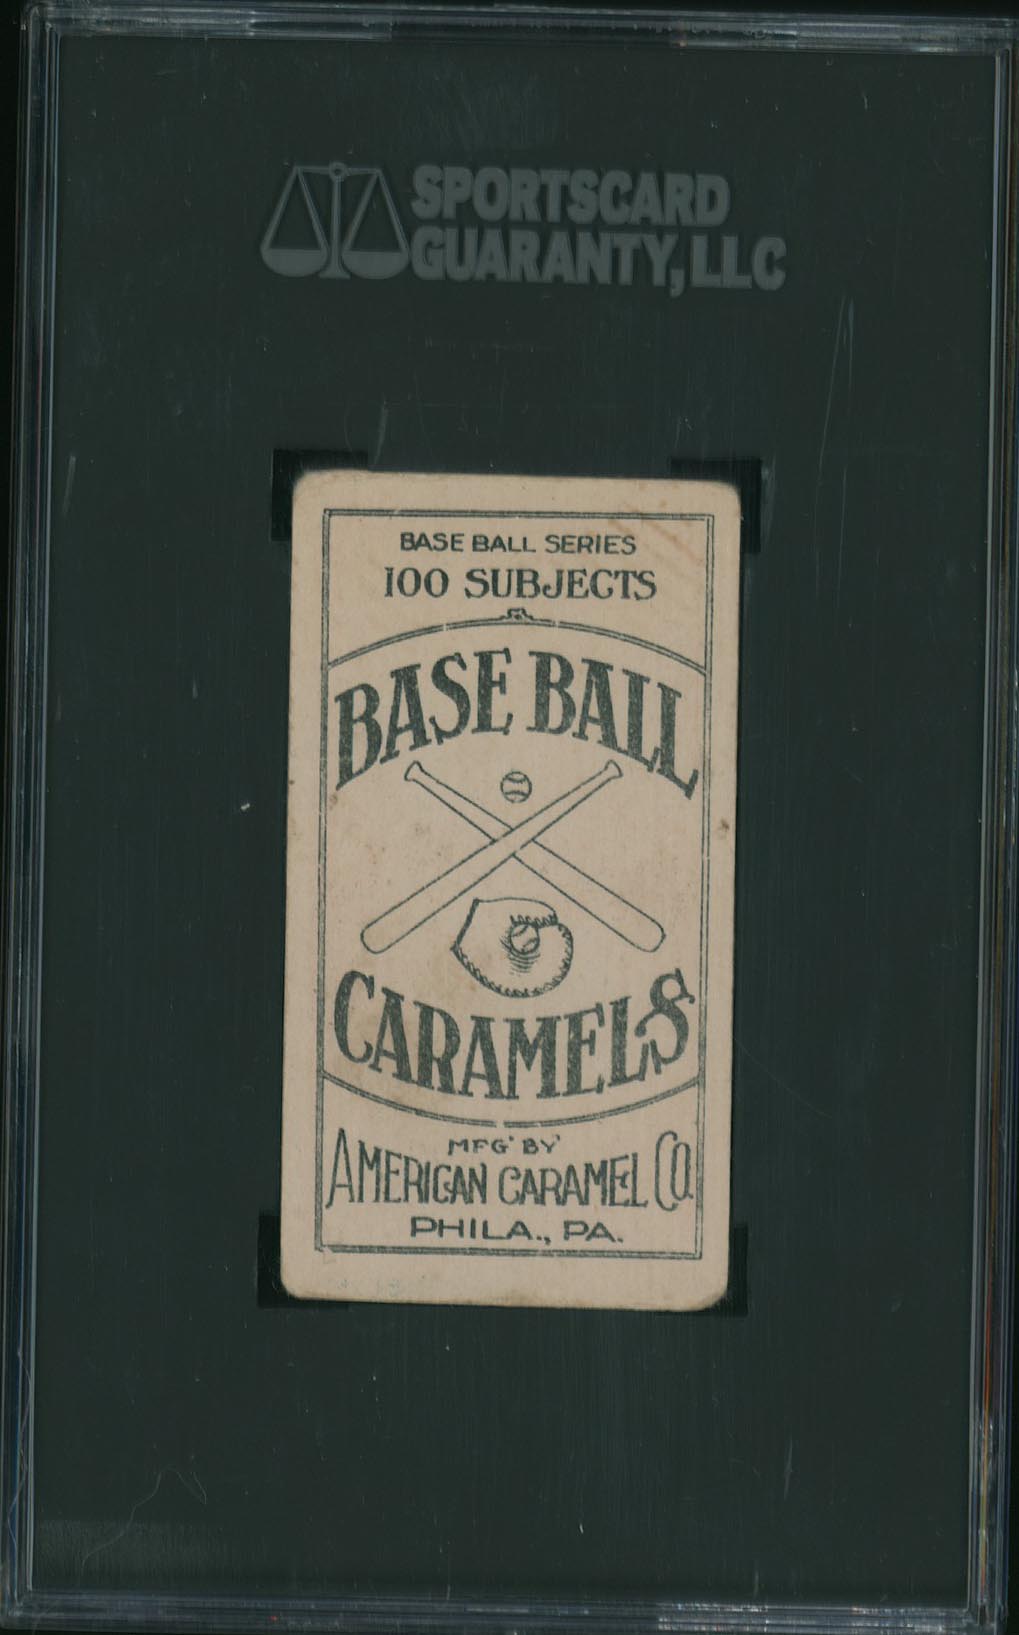 SPORTSCARD
GUARANTY, LLC
BASE BALL SERIES
100 SUBJECTS
BASE BALL
CARAMELS
MFG' BY'
AMERICAN CARAMEL CO.
PHILA., PA.